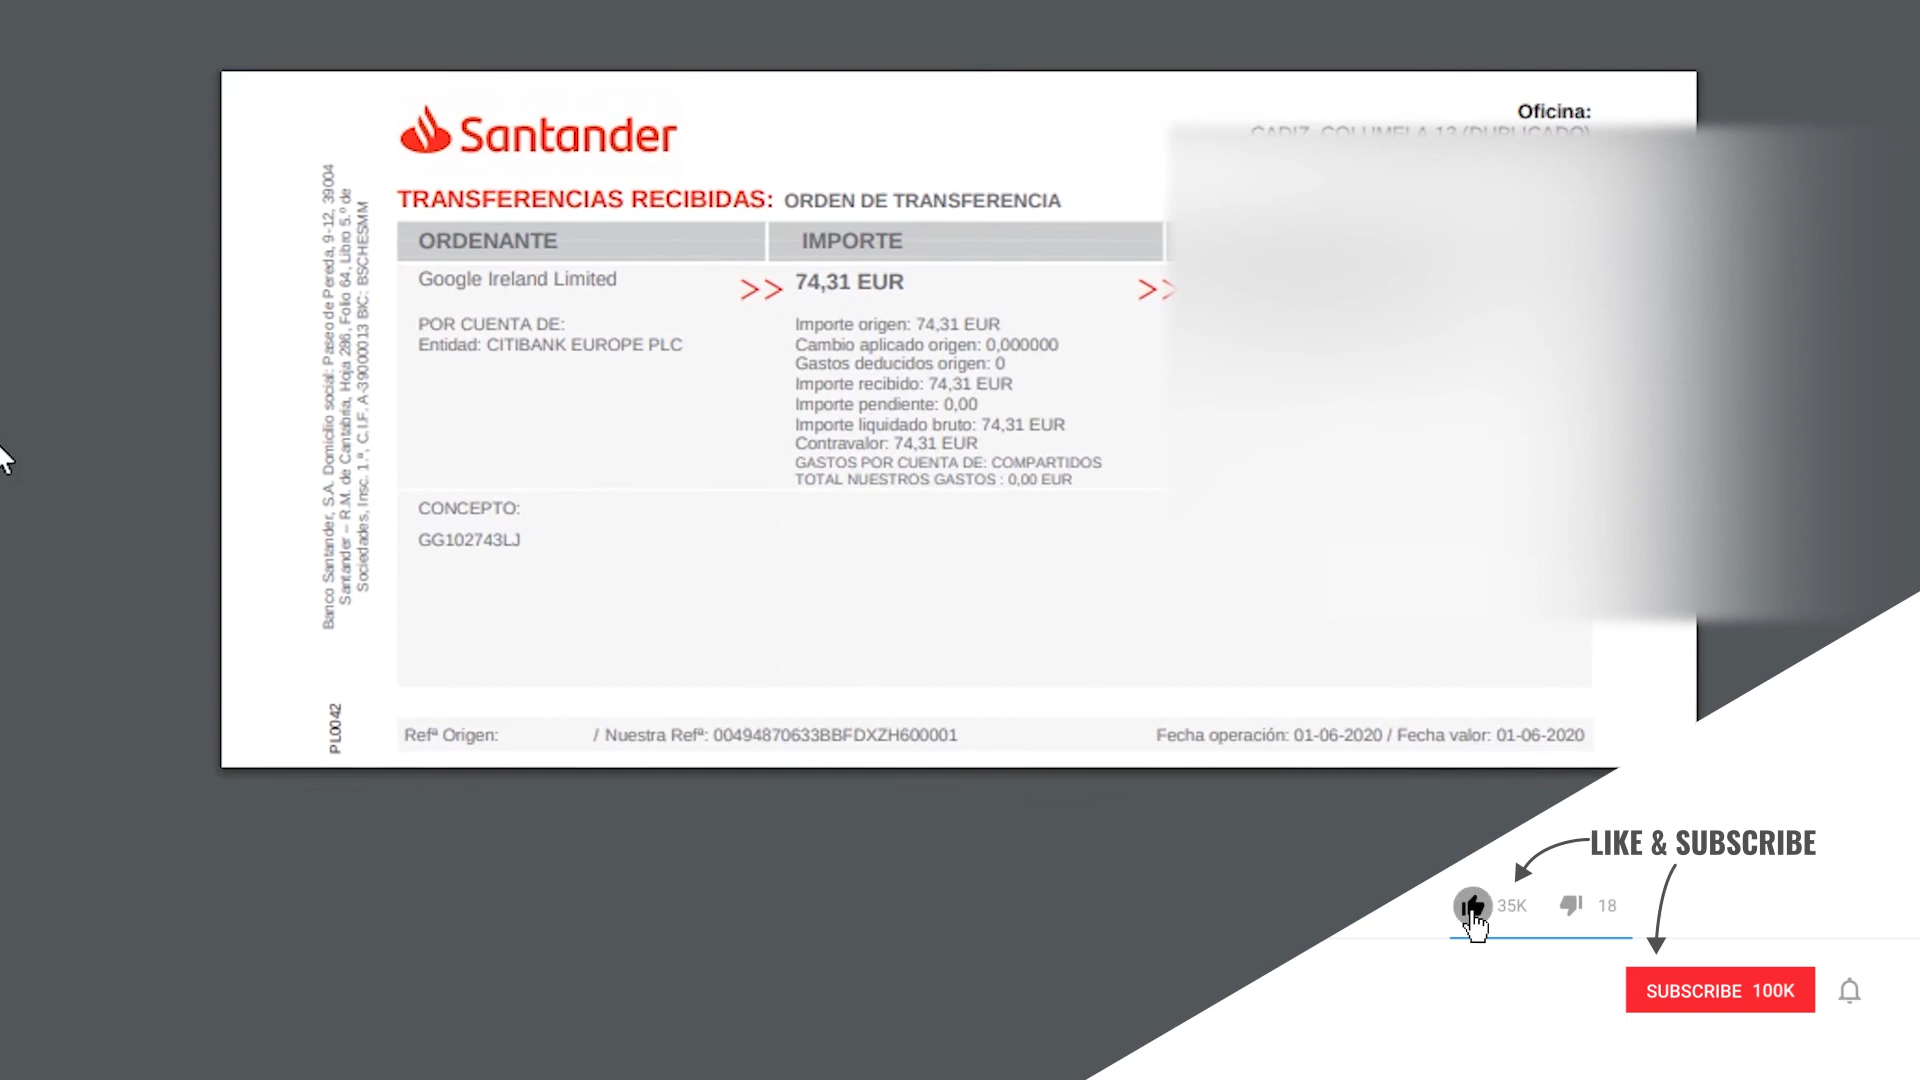 Santander
Oficina:
CADIZ, COLUMELA 13 (DUPLICADO)
TRANSFERENCIAS RECIBIDAS: ORDEN DE TRANSFERENCIA
ORDENANTE
IMPORTE
Google Ireland Limited
>> 74,31 EUR >>
POR CUENTA DE:
Entidad: CITIBANK EUROPE PLC
Importe origen: 74,31 EUR
Cambio aplicado origen: 0,000000
Gastos deducidos origen: 0
Importe recibido: 74,31 EUR
Importe pendiente: 0,00
Importe liquidado bruto: 74,31 EUR
Contravalor: 74,31 EUR
GASTOS POR CUENTA DE: COMPARTIDOS
TOTAL NUESTROS GASTOS : 0,00 EUR
CONCEPTO:
GG102743LJ
Refª Origen: / Nuestra Refª: 00494870633BBFDXZH600001
Fecha operación: 01-06-2020 / Fecha valor: 01-06-2020
Banco Santander, S.A. Domicilio social: Paseo de Pereda, 9-12, 39004
Santander – R.M. de Cantabria, Hoja 286, Folio 64, Libro 5.º de
Sociedades, Insc. 1.ª, C.I.F. A-39000013 BIC: BSCHESMM
PL0042
LIKE & SUBSCRIBE
35K 18
SUBSCRIBE 100K